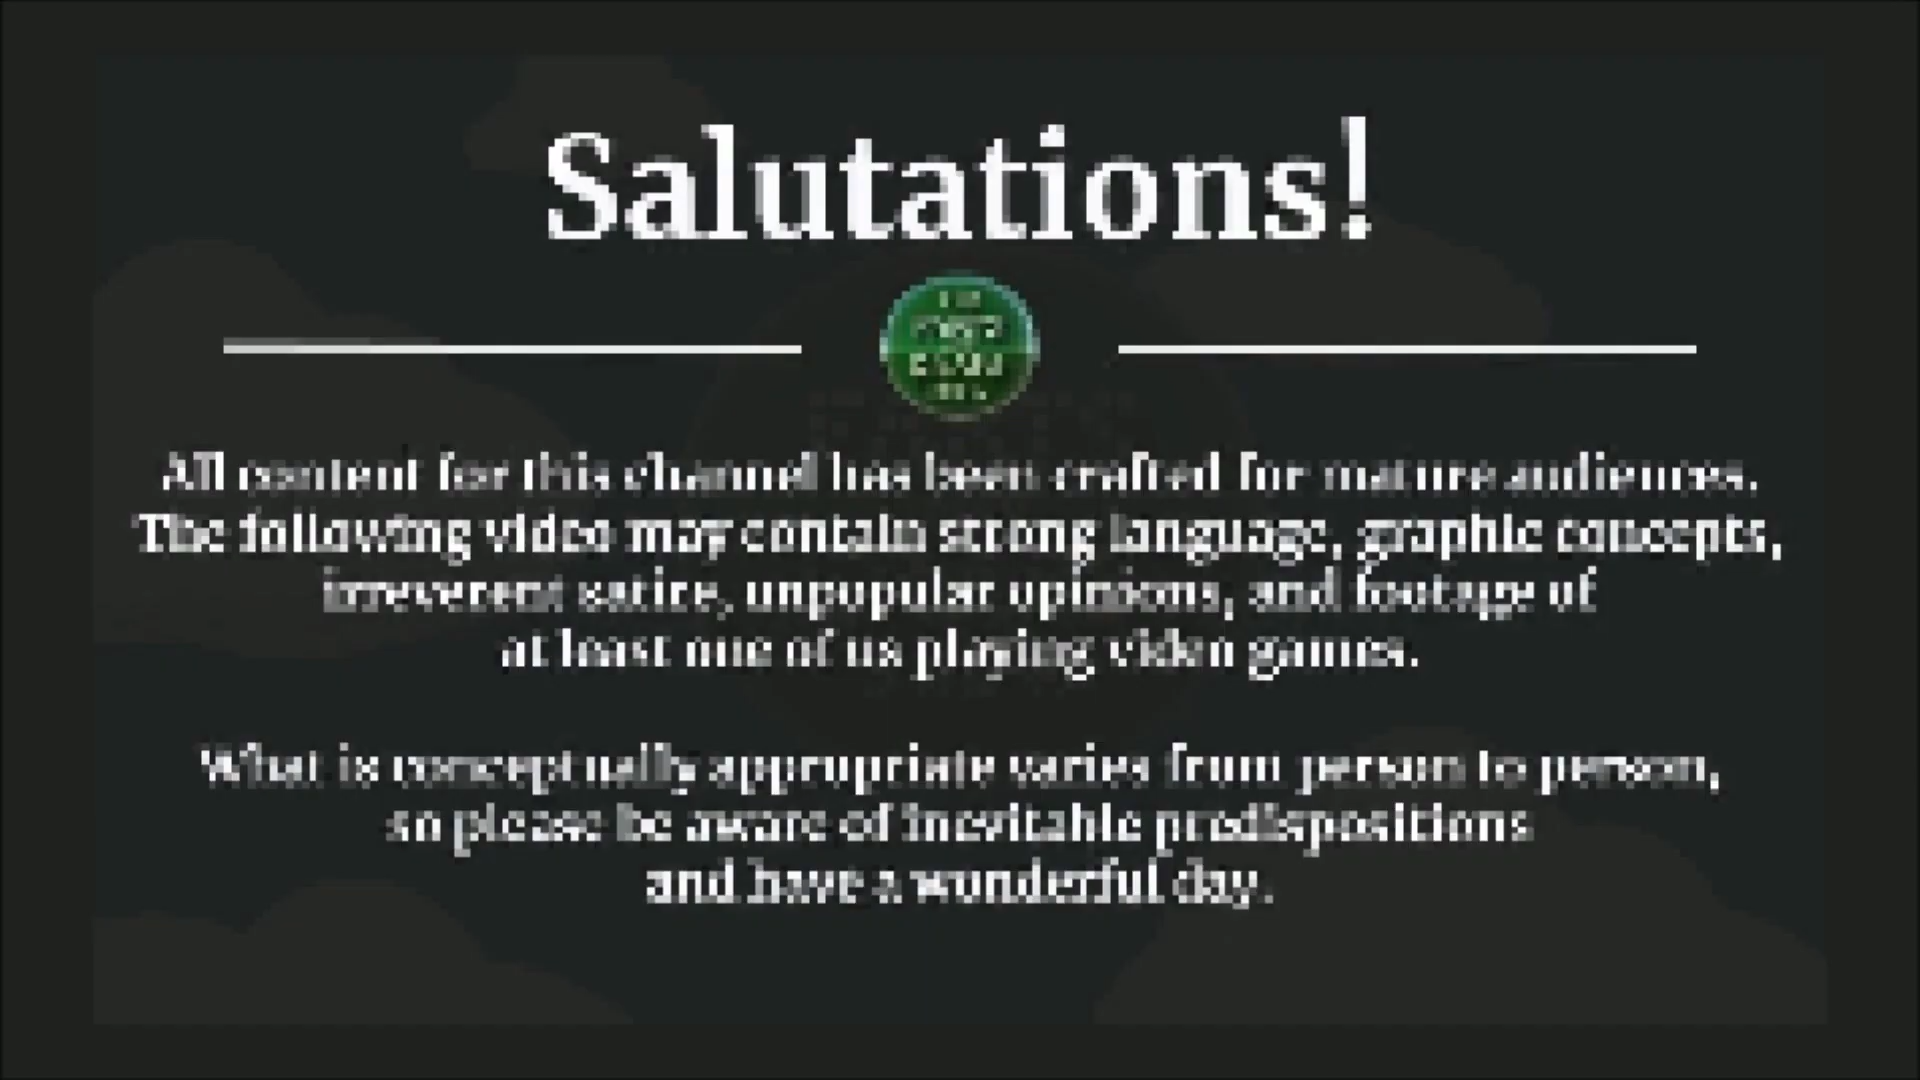 Salutations!
All content for this channel has been crafted for mature audiences.
The following video may contain strong language, graphic concepts,
irreverent satire, unpopular opinions, and footage of
at least one of us playing video games.
What is conceptually appropriate varies from person to person,
so please be aware of inevitable predispositions
and have a wonderful day.